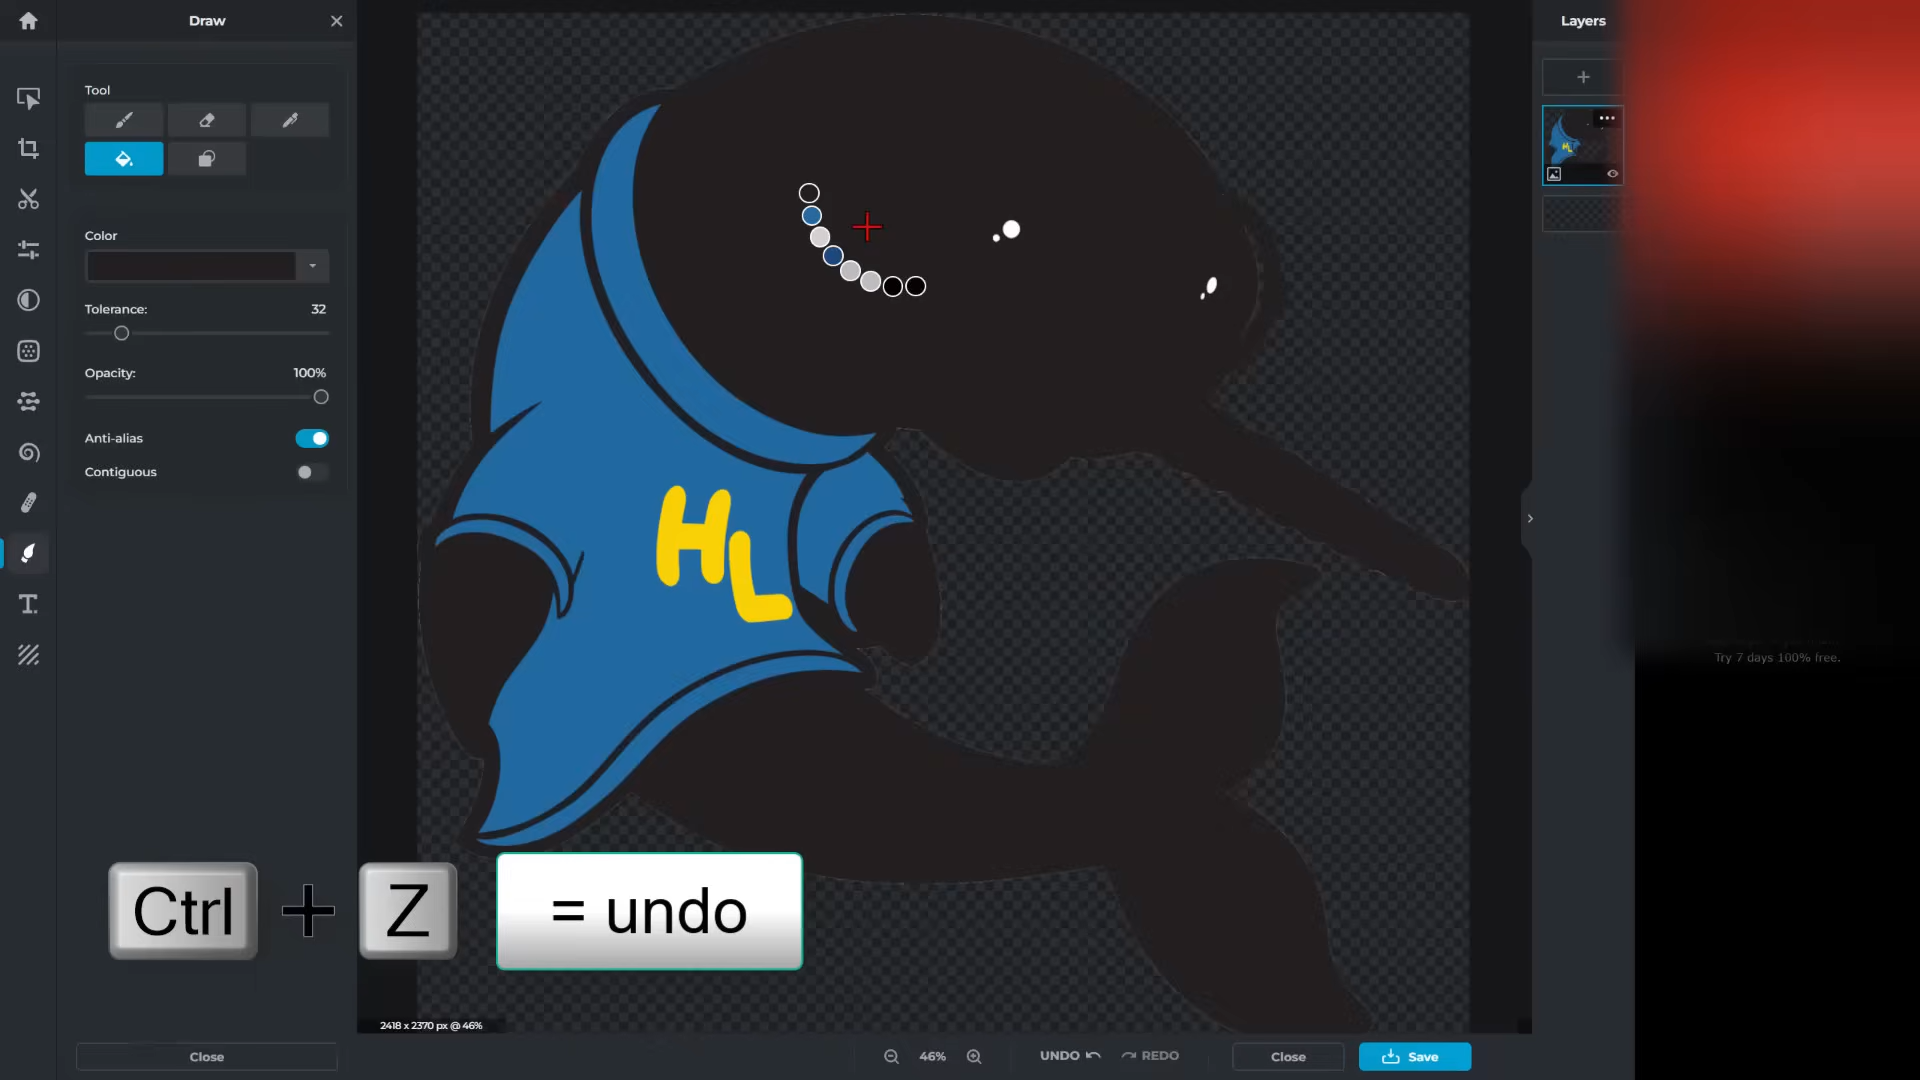 Draw
Layers
Tool
Color
Tolerance: 32
Opacity: 100%
Anti-alias
Contiguous
HL
Try 7 days 100% free.
Ctrl + Z = undo
2418 x 2370 px @ 46%
Close
46%
UNDO
REDO
Close
Save